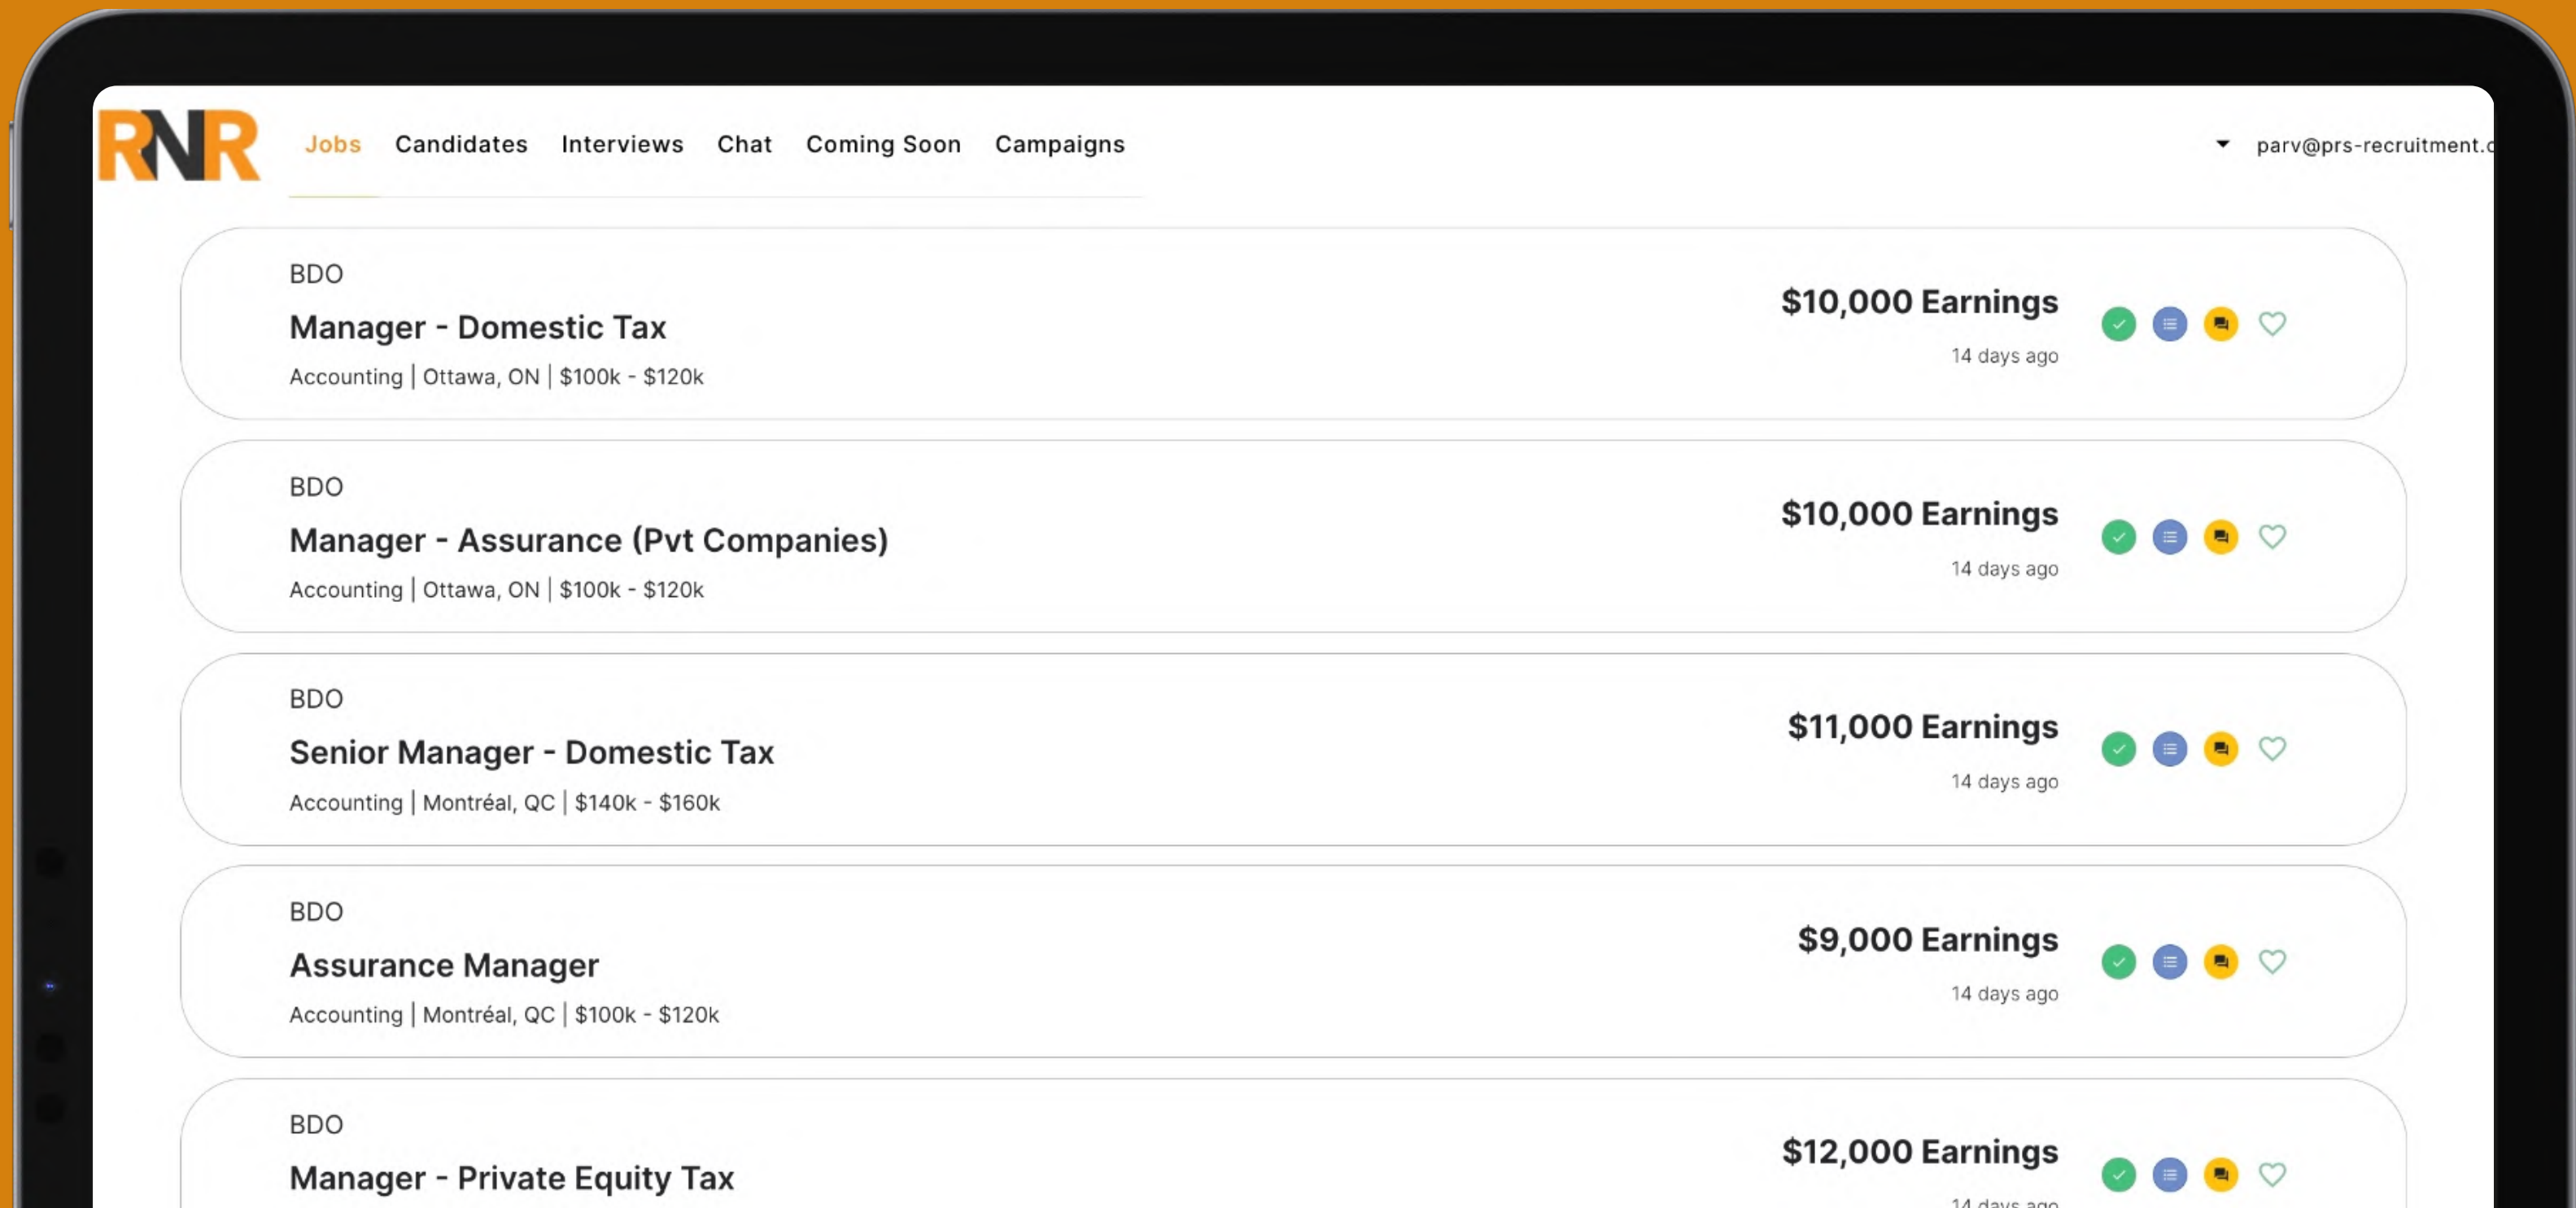 RNR
Jobs Candidates Interviews Chat Coming Soon Campaigns
parv@prs-recruitment.c
BDO
Manager - Domestic Tax
Accounting | Ottawa, ON | $100k - $120k
$10,000 Earnings
14 days ago
BDO
Manager - Assurance (Pvt Companies)
Accounting | Ottawa, ON | $100k - $120k
$10,000 Earnings
14 days ago
BDO
Senior Manager - Domestic Tax
Accounting | Montréal, QC | $140k - $160k
$11,000 Earnings
14 days ago
BDO
Assurance Manager
Accounting | Montréal, QC | $100k - $120k
$9,000 Earnings
14 days ago
BDO
Manager - Private Equity Tax
$12,000 Earnings
14 days ago